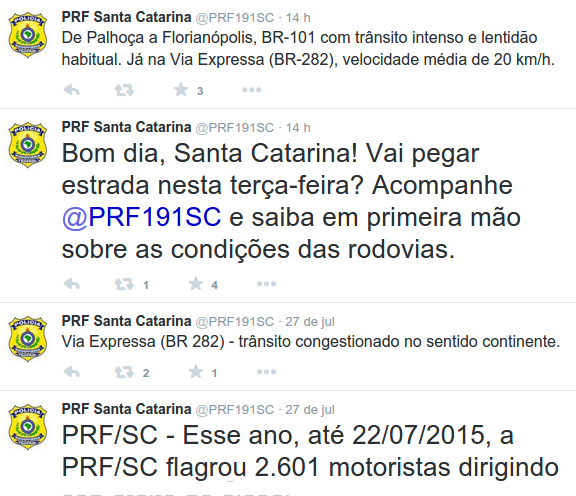 PRF Santa Catarina @PRF191SC · 14 h
De Palhoça a Florianópolis, BR-101 com trânsito intenso e lentidão
habitual. Já na Via Expressa (BR-282), velocidade média de 20 km/h.
3
PRF Santa Catarina @PRF191SC · 14 h
Bom dia, Santa Catarina! Vai pegar
estrada nesta terça-feira? Acompanhe
@PRF191SC e saiba em primeira mão
sobre as condições das rodovias.
1 4
PRF Santa Catarina @PRF191SC · 27 de jul
Via Expressa (BR 282) - trânsito congestionado no sentido continente.
2 1
PRF Santa Catarina @PRF191SC · 27 de jul
PRF/SC - Esse ano, até 22/07/2015, a
PRF/SC flagrou 2.601 motoristas dirigindo